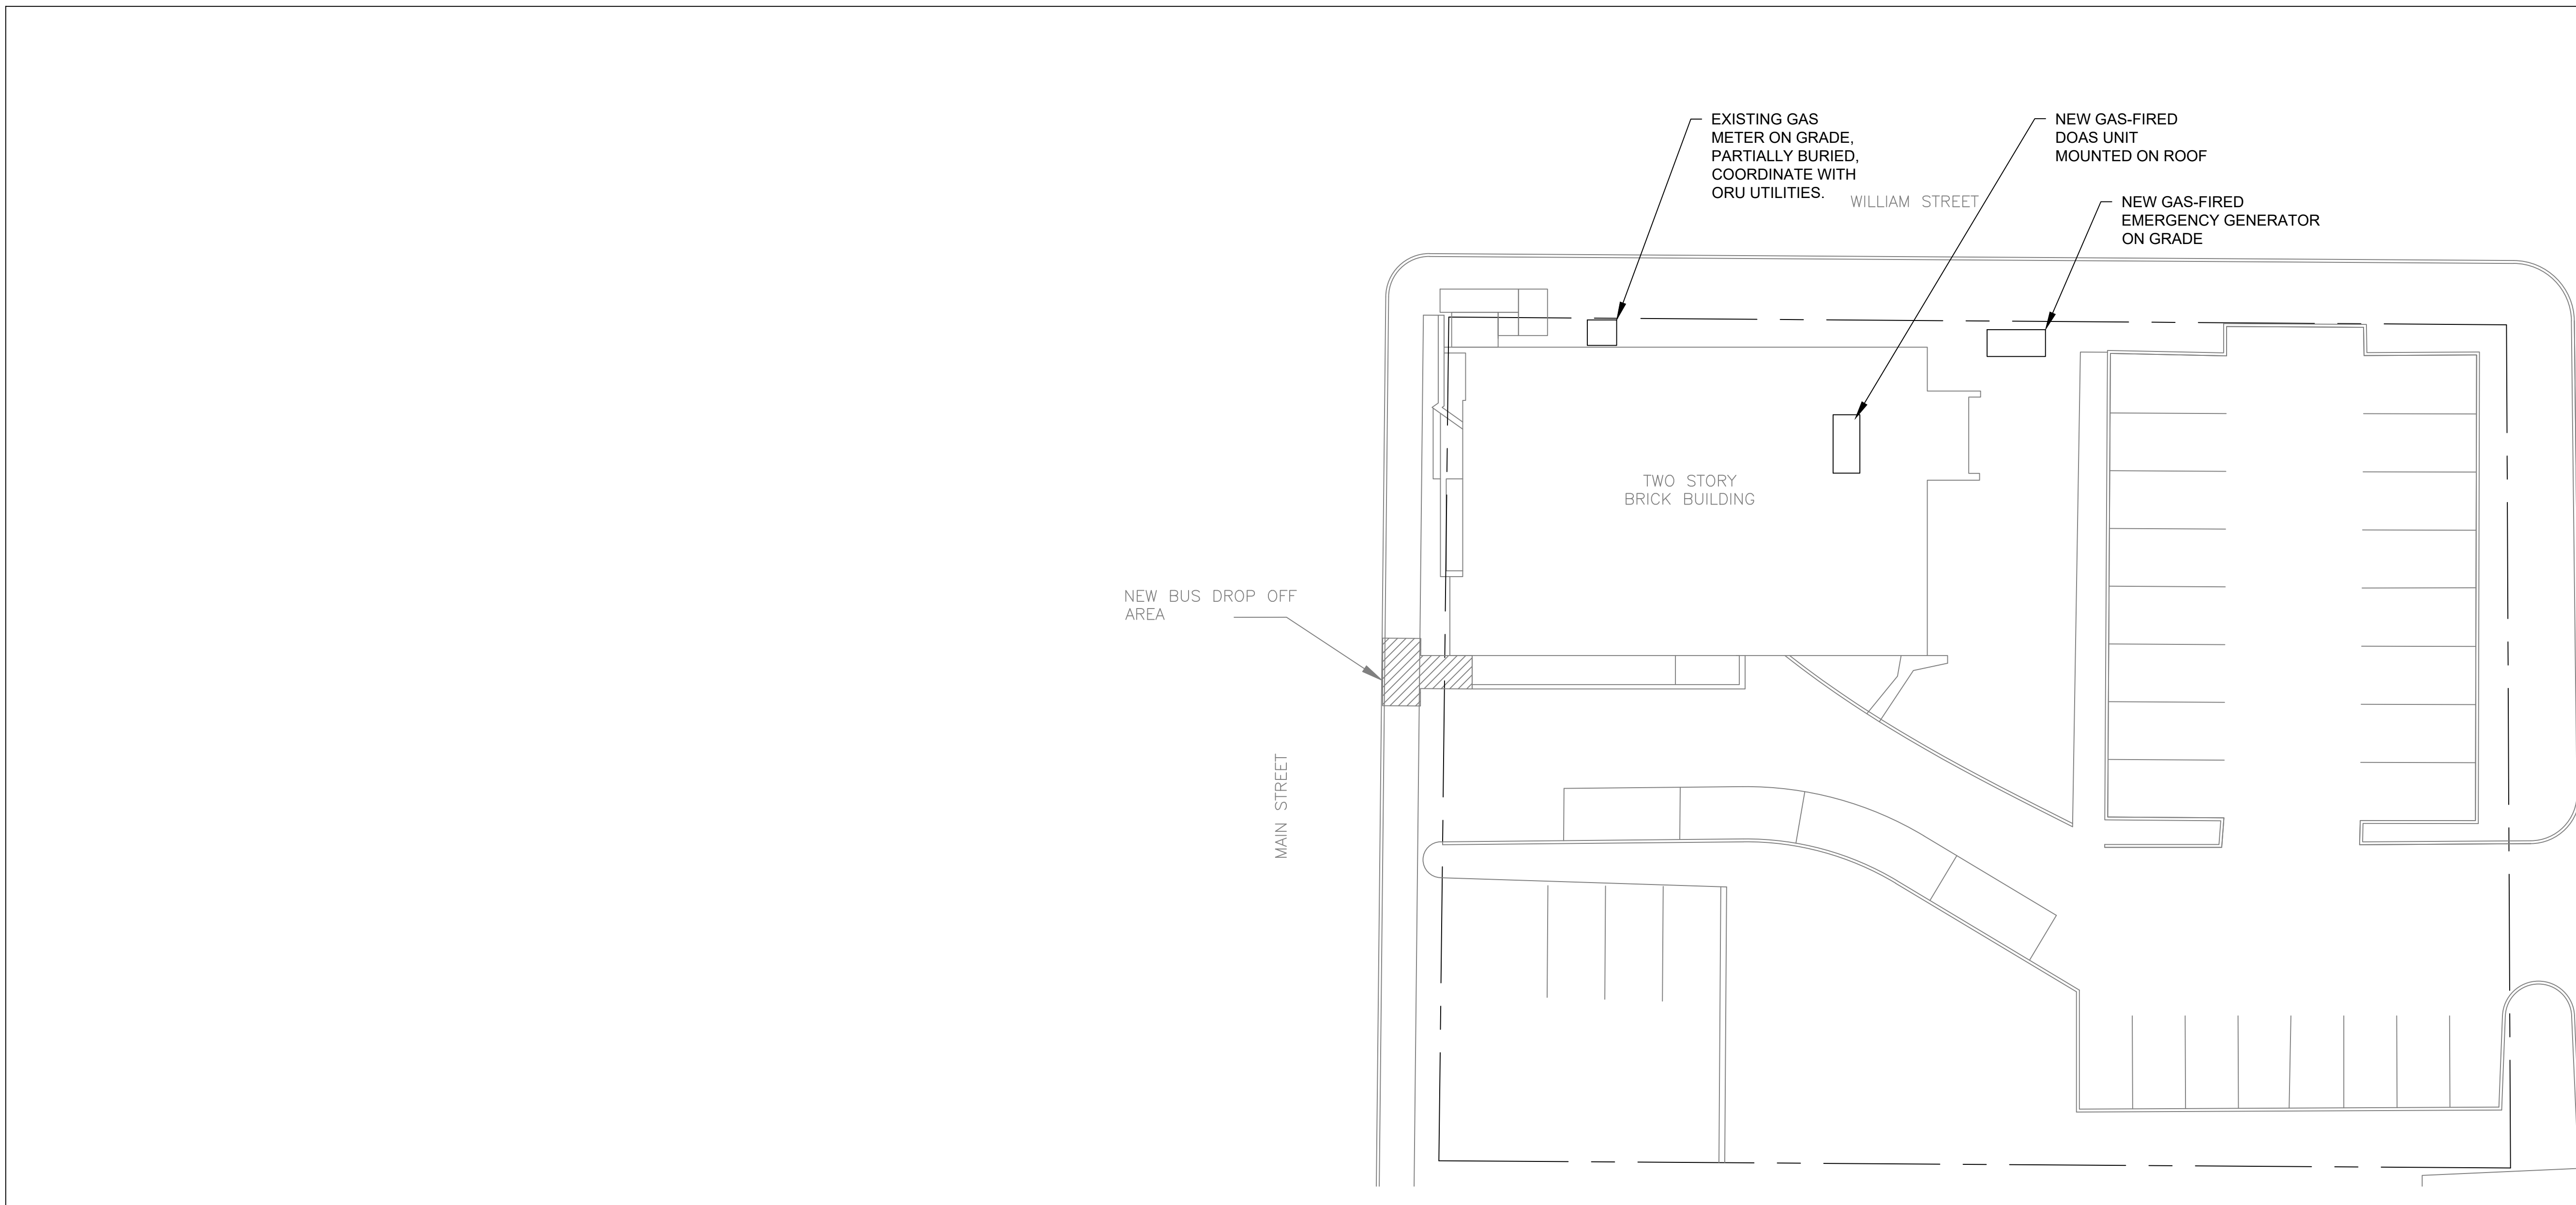 EXISTING GAS
METER ON GRADE,
PARTIALLY BURIED,
COORDINATE WITH
ORU UTILITIES.
WILLIAM STREET
NEW GAS-FIRED
DOAS UNIT
MOUNTED ON ROOF
NEW GAS-FIRED
EMERGENCY GENERATOR
ON GRADE
TWO STORY
BRICK BUILDING
NEW BUS DROP OFF
AREA
MAIN STREET